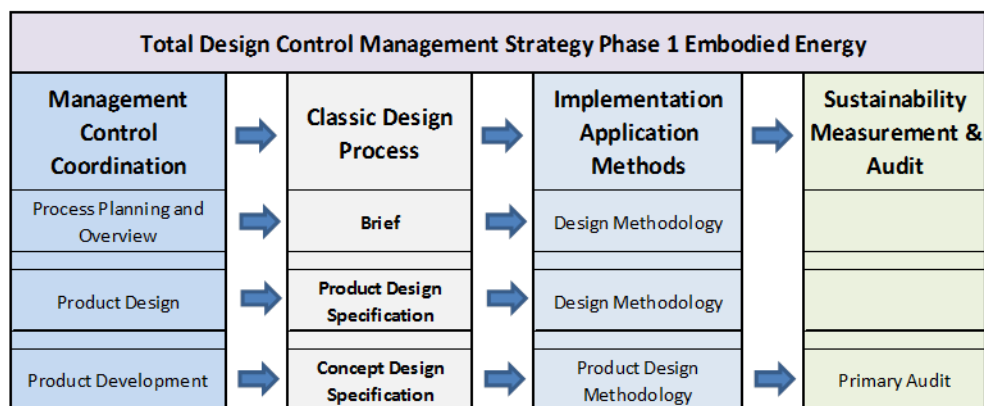 Total Design Control Management Strategy Phase 1 Embodied Energy
Management
Control
Coordination
Classic Design
Process
Implementation
Application
Methods
Sustainability
Measurement &
Audit
Process Planning and
Overview
Brief
Design Methodology
Product Design
Product Design
Specification
Design Methodology
Product Development
Concept Design
Specification
Product Design
Methodology
Primary Audit